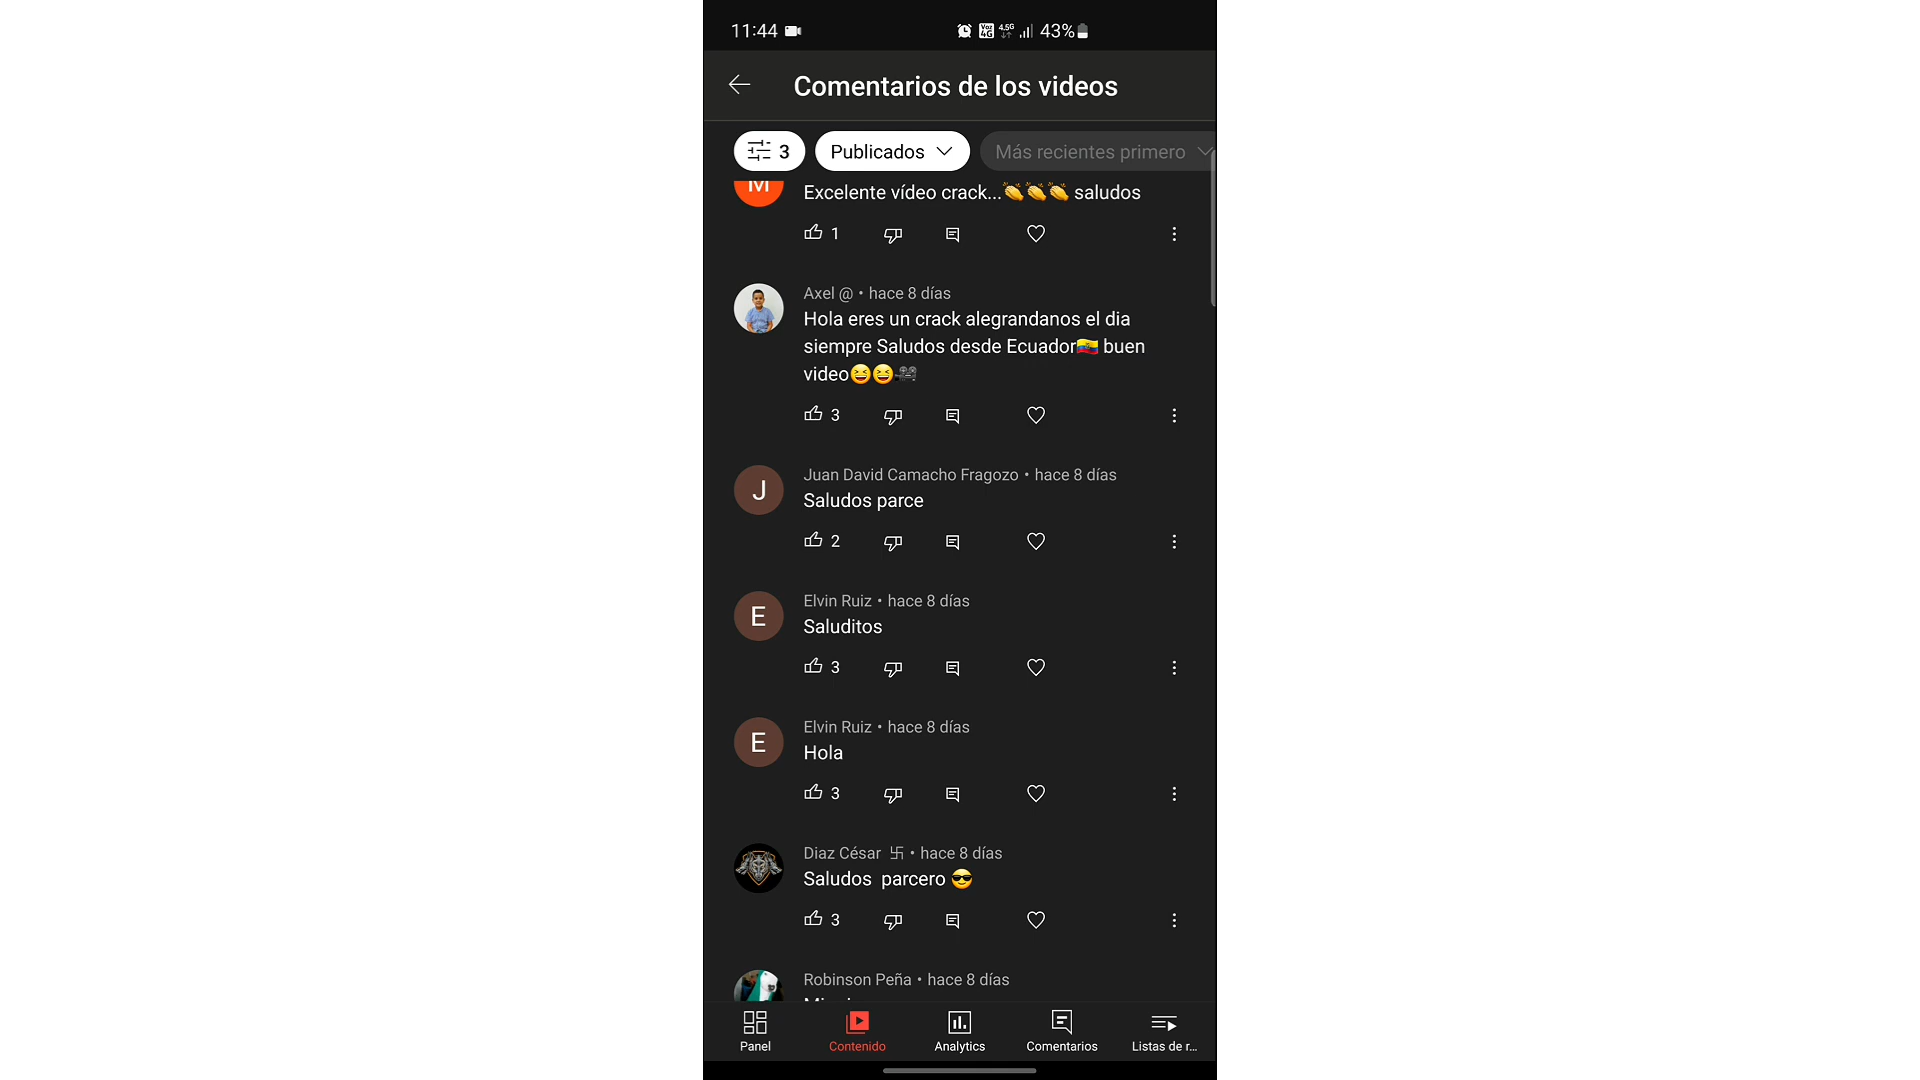 11:44
Voz 4G 4.5G 43%
Comentarios de los videos
3 Publicados Más recientes primero
M
Excelente vídeo crack...👏👏👏 saludos
1
Axel @ • hace 8 días
Hola eres un crack alegrandanos el dia
siempre Saludos desde Ecuador🇪🇨 buen
video😆😆🎥
3
J
Juan David Camacho Fragozo • hace 8 días
Saludos parce
2
E
Elvin Ruiz • hace 8 días
Saluditos
3
E
Elvin Ruiz • hace 8 días
Hola
3
Diaz César 卐 • hace 8 días
Saludos  parcero 😎
3
Robinson Peña • hace 8 días
Panel Contenido Analytics Comentarios Listas de r...